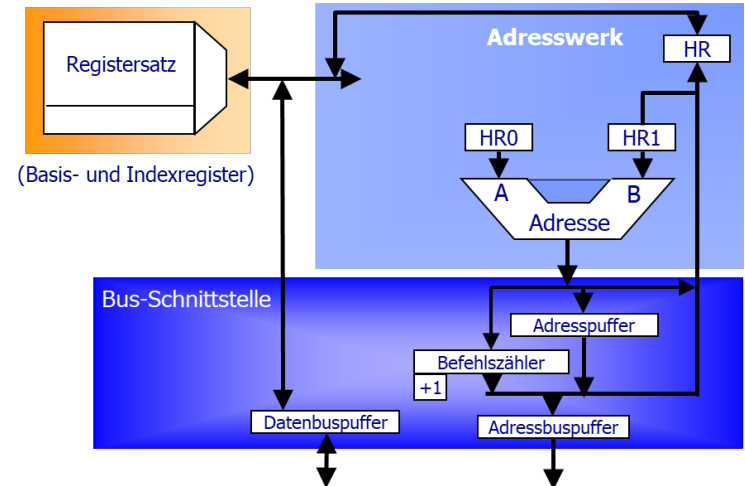 Adresswerk
HR
Registersatz
HR0
HR1
(Basis- und Indexregister)
A
B
Adresse
Bus-Schnittstelle
Adresspuffer
Befehlszähler
+1
Datenbuspuffer
Adressbuspuffer